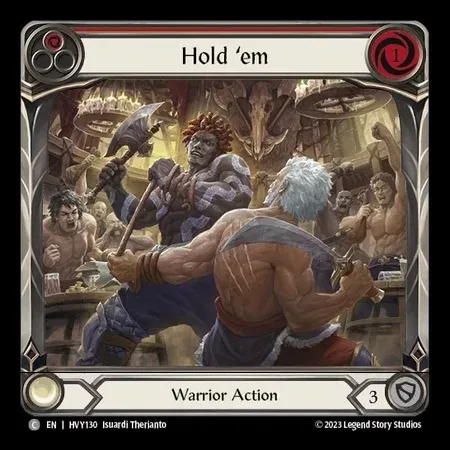 Hold ‘em
1
Warrior Action
3
C EN | HVY130 Isuardi Therianto
© 2023 Legend Story Studios